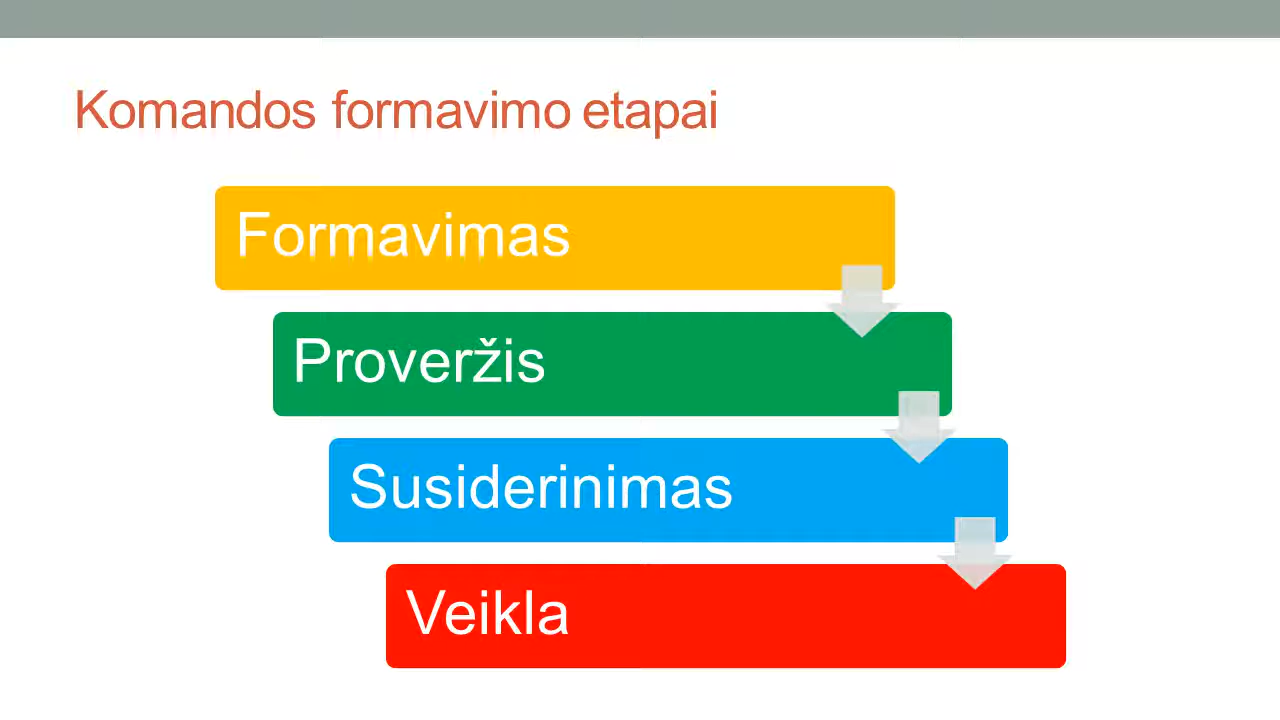 Komandos formavimo etapai
Formavimas
Proveržis
Susiderinimas
Veikla